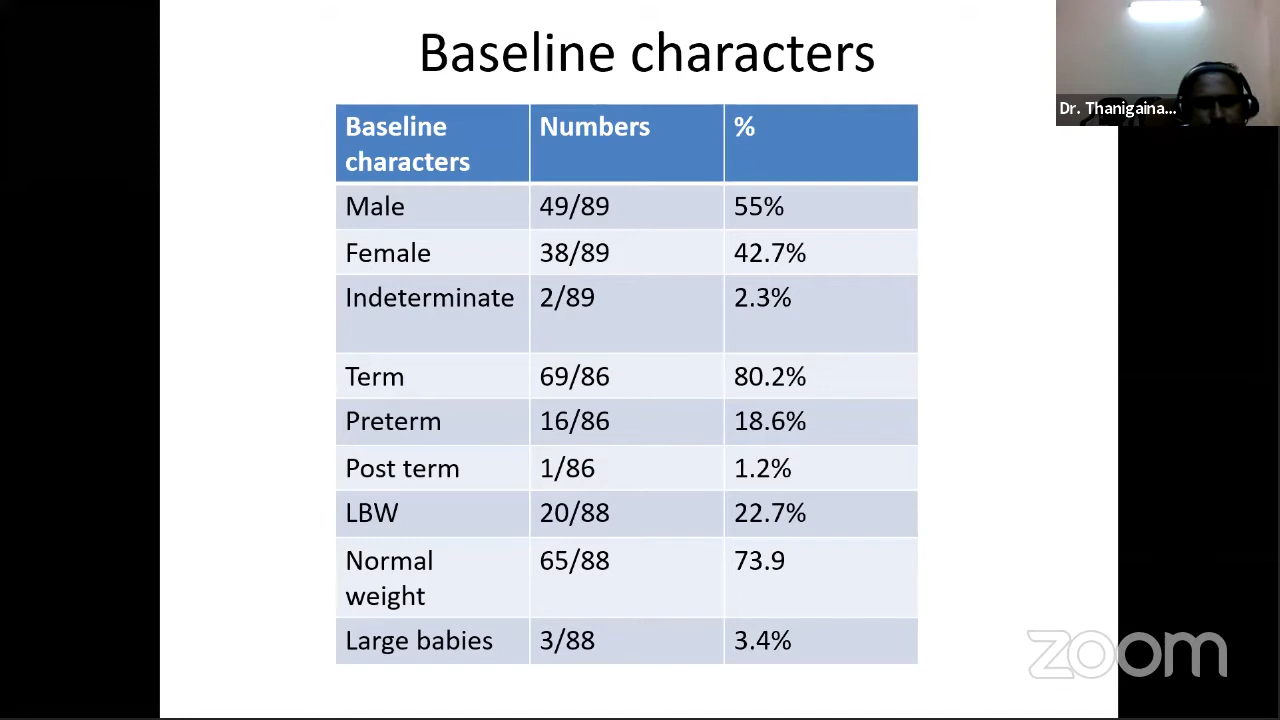 Baseline characters
Dr. Thanigaina...
Baseline characters Numbers %
Male 49/89 55%
Female 38/89 42.7%
Indeterminate 2/89 2.3%
Term 69/86 80.2%
Preterm 16/86 18.6%
Post term 1/86 1.2%
LBW 20/88 22.7%
Normal weight 65/88 73.9
Large babies 3/88 3.4%
zoom